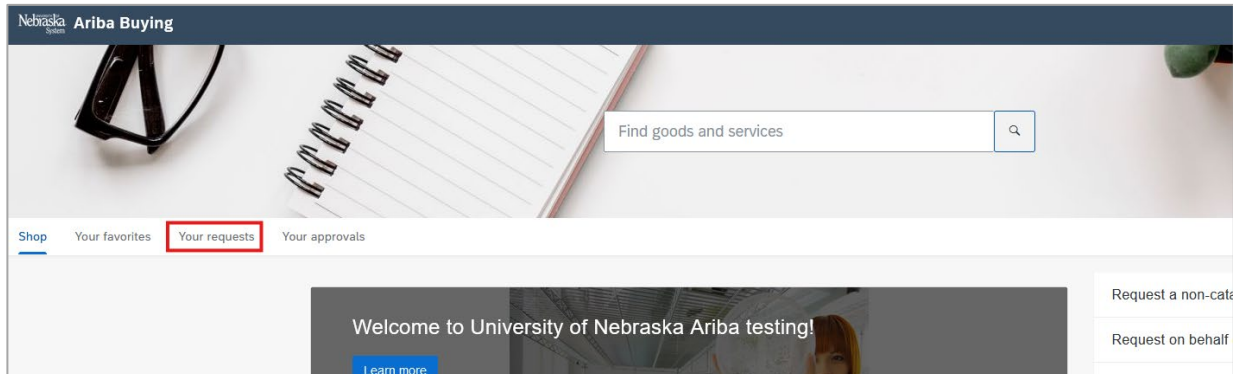 Nebraska System Ariba Buying
Find goods and services
Shop Your favorites Your requests Your approvals
Welcome to University of Nebraska Ariba testing!
Learn more
Request a non-cata
Request on behalf